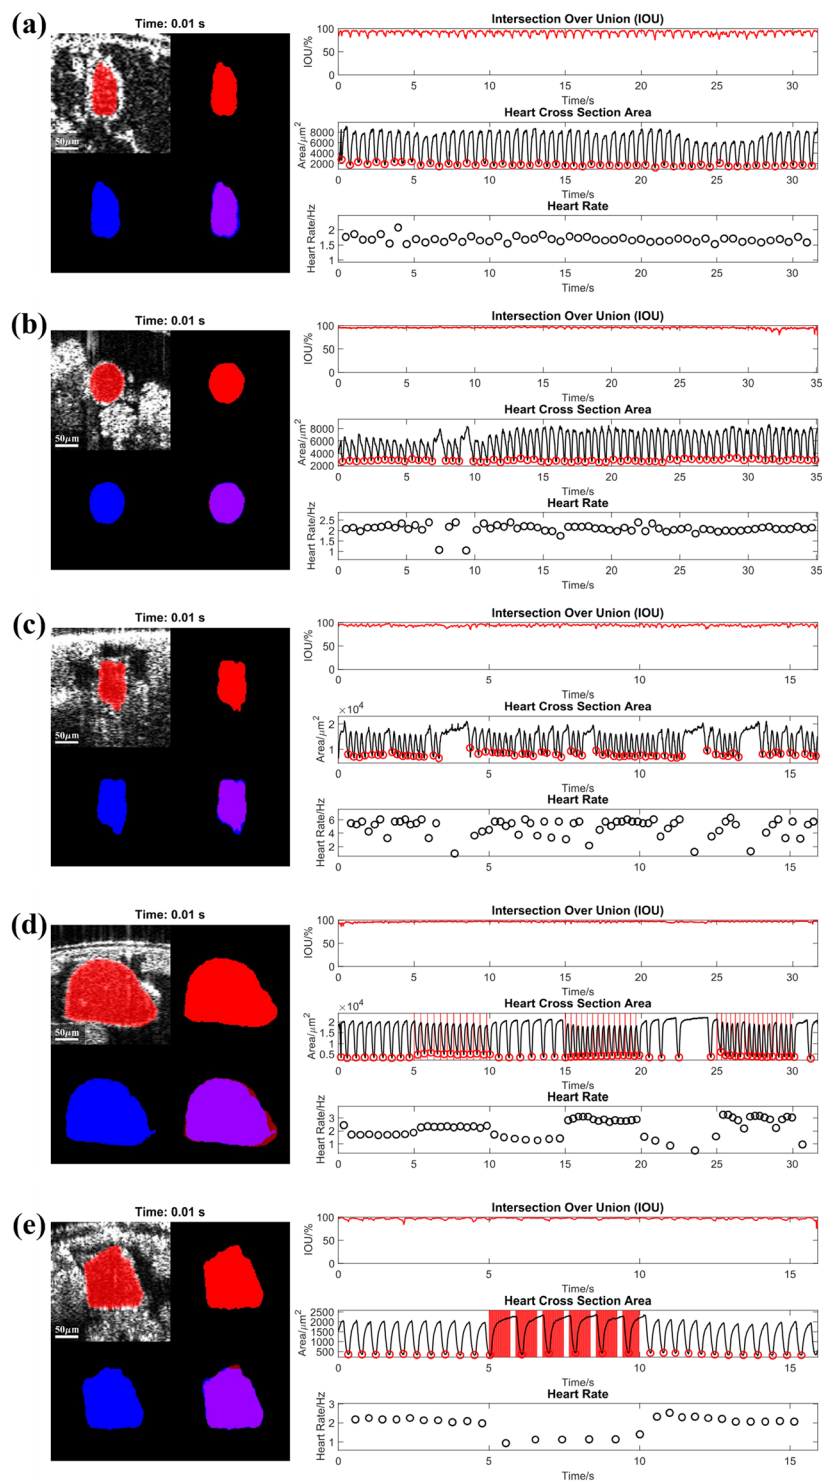 (a)
Time: 0.01 s
50μm
Intersection Over Union (IOU)
IOU/%
100
50
0
0 5 10 15 20 25 30
Time/s
Heart Cross Section Area
Area/μm²
8000
6000
4000
2000
0 5 10 15 20 25 30
Time/s
Heart Rate
Heart Rate/Hz
2
1.5
1
0 5 10 15 20 25 30
Time/s
(b)
Time: 0.01 s
50μm
Intersection Over Union (IOU)
IOU/%
100
50
0
0 5 10 15 20 25 30 35
Time/s
Heart Cross Section Area
Area/μm²
8000
6000
4000
2000
0 5 10 15 20 25 30 35
Time/s
Heart Rate
Heart Rate/Hz
2.5
2
1.5
1
0 5 10 15 20 25 30 35
Time/s
(c)
Time: 0.01 s
50μm
Intersection Over Union (IOU)
IOU/%
100
50
0
0 5 10 15
Time/s
Heart Cross Section Area
×10⁴
Area/μm²
2
1
0 5 10 15
Time/s
Heart Rate
Heart Rate/Hz
6
4
2
0 5 10 15
Time/s
(d)
Time: 0.01 s
50μm
Intersection Over Union (IOU)
IOU/%
100
50
0
0 5 10 15 20 25 30
Time/s
Heart Cross Section Area
×10⁴
Area/μm²
2
1.5
1
0.5
0 5 10 15 20 25 30
Time/s
Heart Rate
Heart Rate/Hz
3
2
1
0 5 10 15 20 25 30
Time/s
(e)
Time: 0.01 s
50μm
Intersection Over Union (IOU)
IOU/%
100
50
0
0 5 10 15
Time/s
Heart Cross Section Area
Area/μm²
2500
2000
1500
1000
500
0 5 10 15
Time/s
Heart Rate
Heart Rate/Hz
3
2
1
0 5 10 15
Time/s